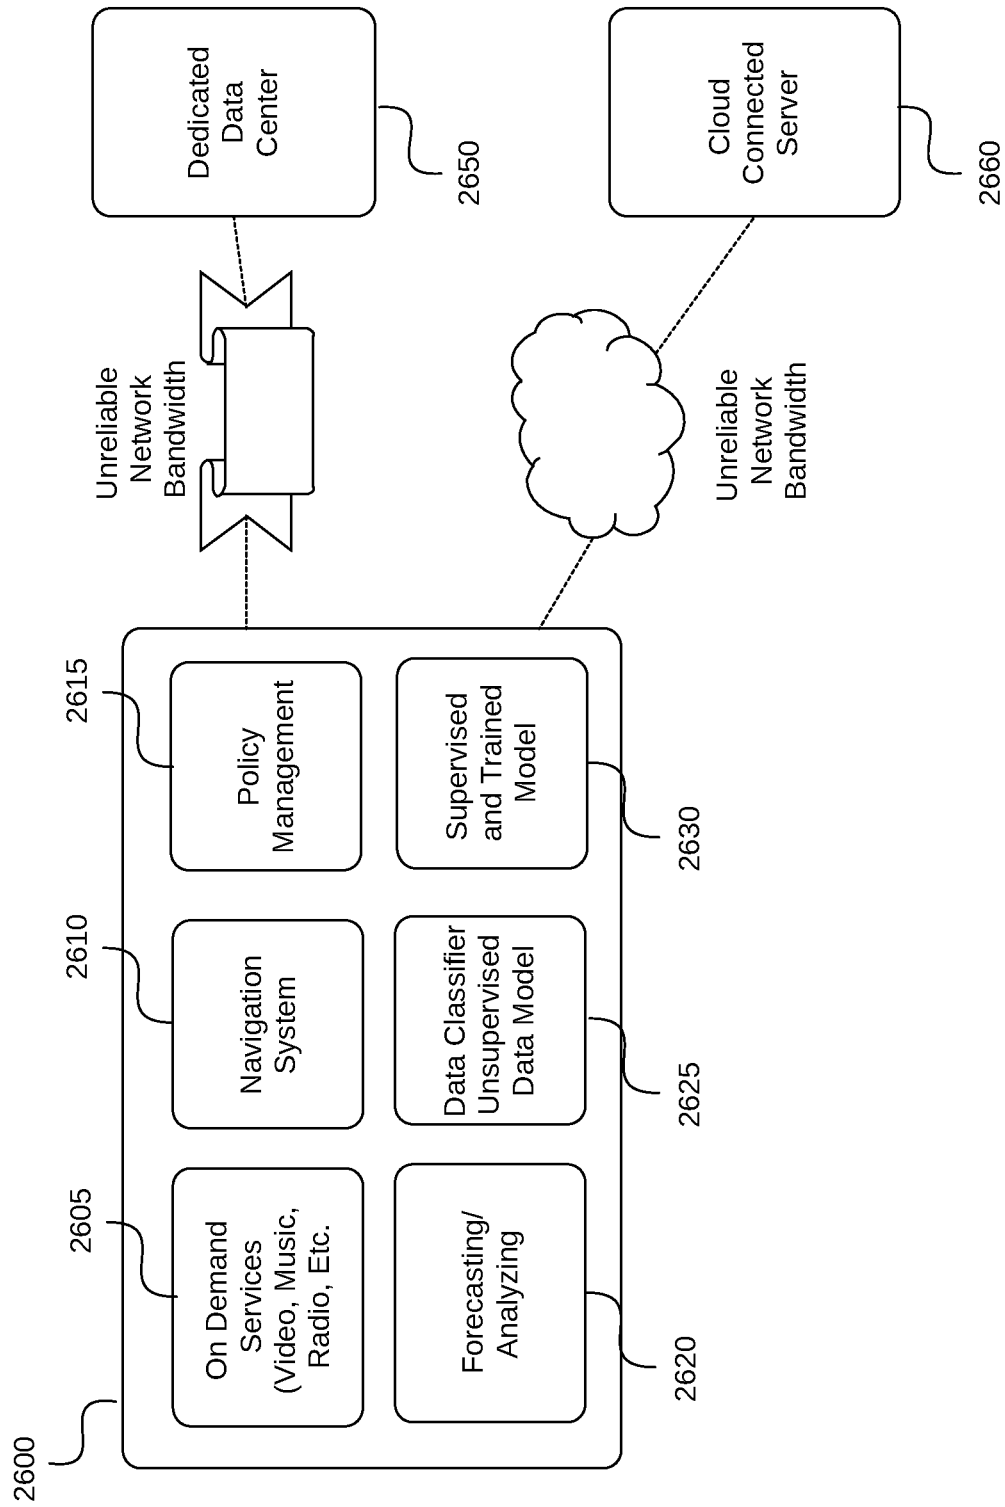 2600
2605
On Demand
Services
(Video, Music,
Radio, Etc.
2610
Navigation
System
2615
Policy
Management
Forecasting/
Analyzing
2620
Data Classifier
Unsupervised
Data Model
2625
Supervised
and Trained
Model
2630
Unreliable
Network
Bandwidth
Dedicated
Data
Center
2650
Unreliable
Network
Bandwidth
Cloud
Connected
Server
2660